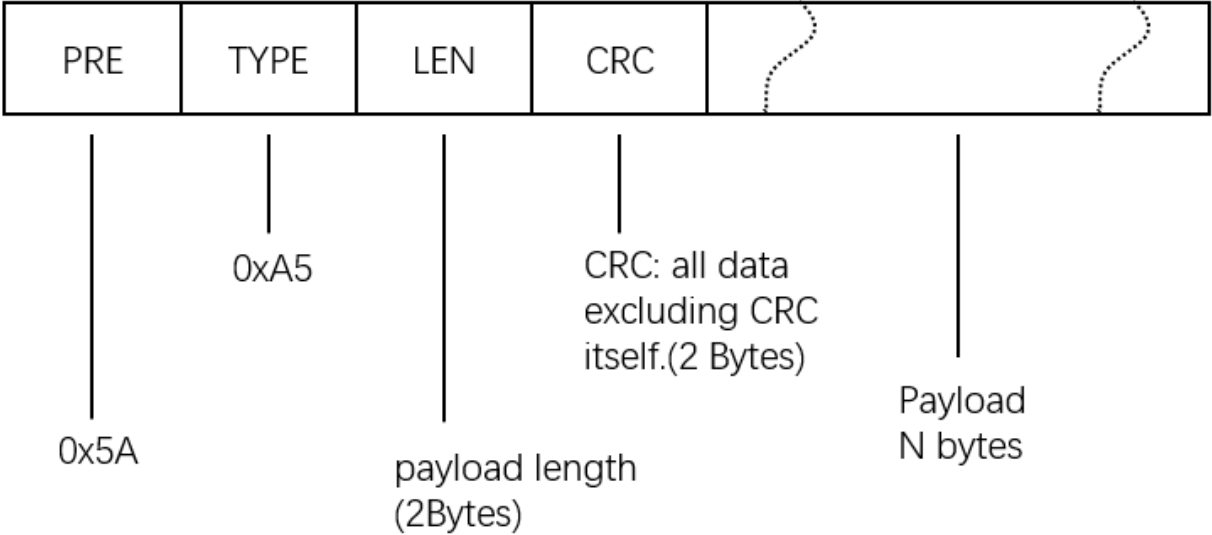 PRE
TYPE
LEN
CRC
0xA5
CRC: all data
excluding CRC
itself.(2 Bytes)
0x5A
payload length
(2Bytes)
Payload
N bytes